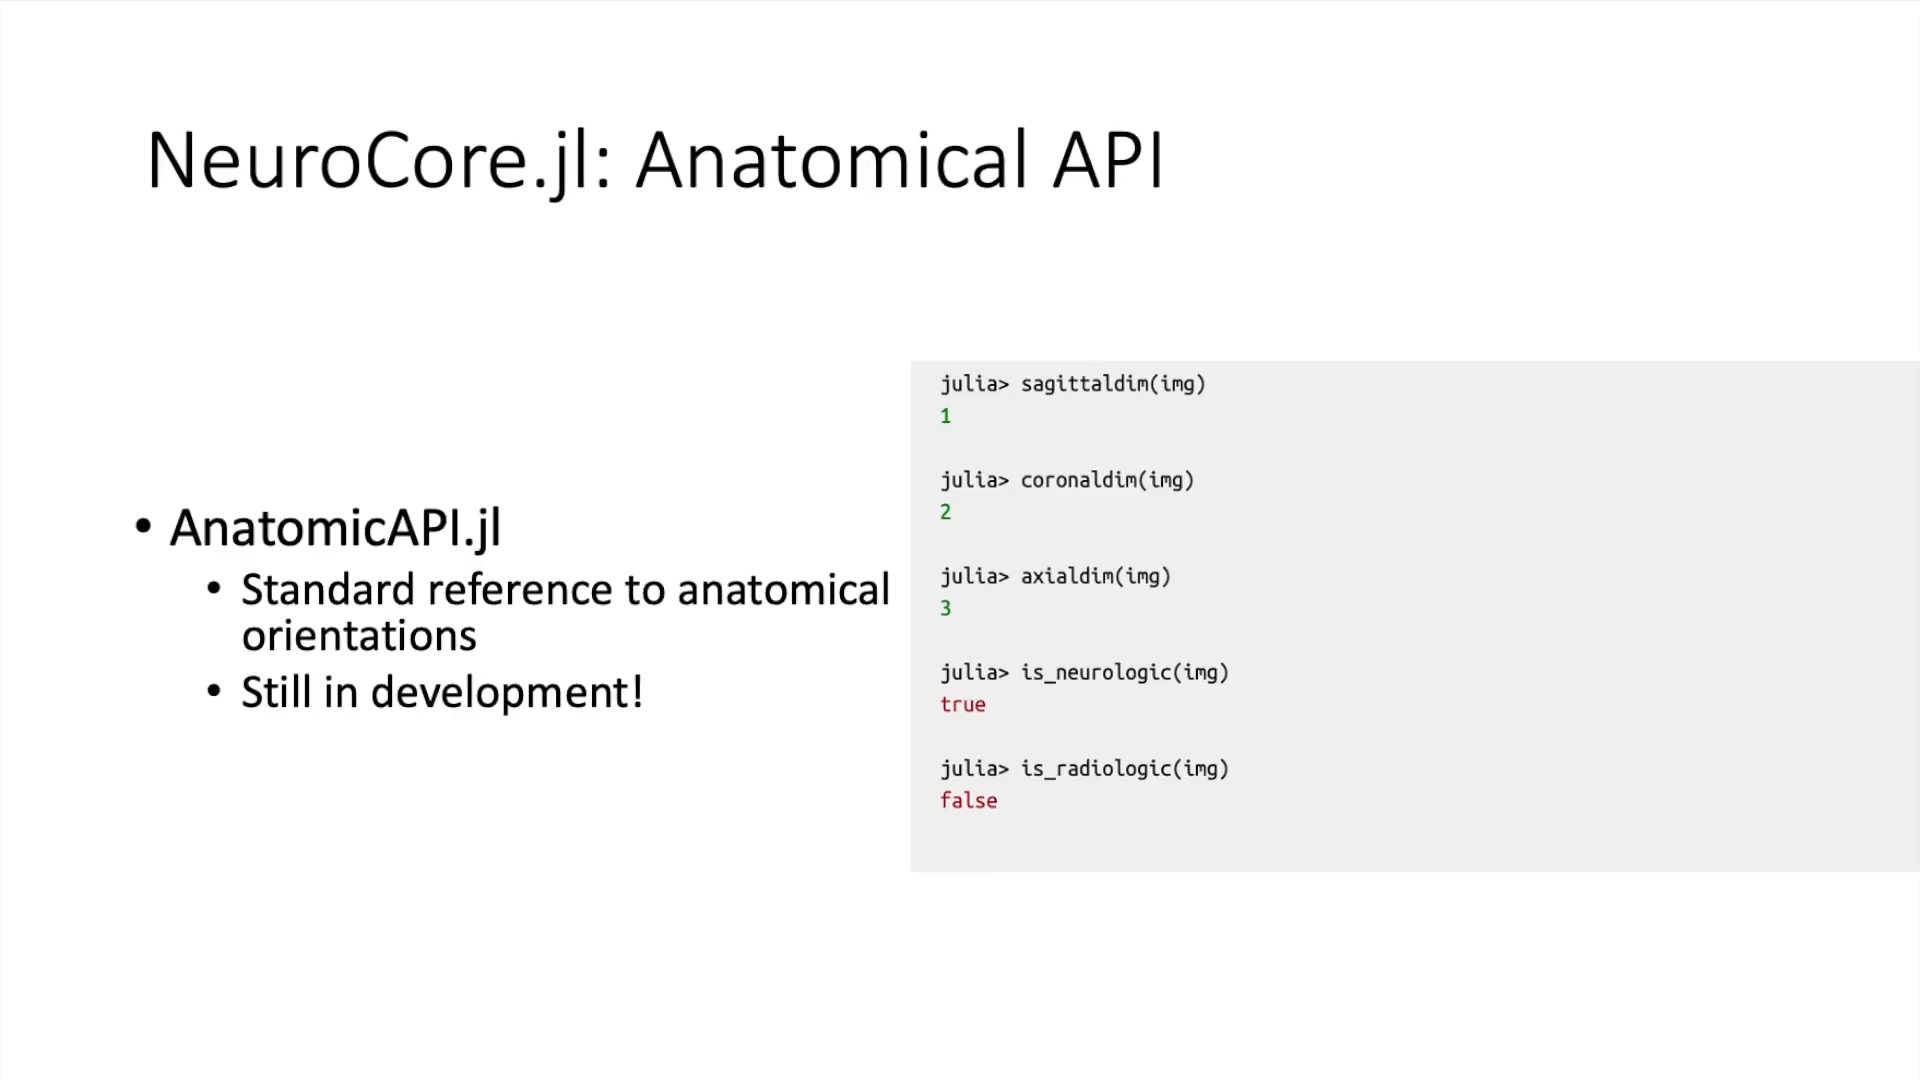 NeuroCore.jl: Anatomical API
• AnatomicAPI.jl
• Standard reference to anatomical
orientations
• Still in development!
julia> sagittaldim(img)
1
julia> coronaldim(img)
2
julia> axialdim(img)
3
julia> is_neurologic(img)
true
julia> is_radiologic(img)
false